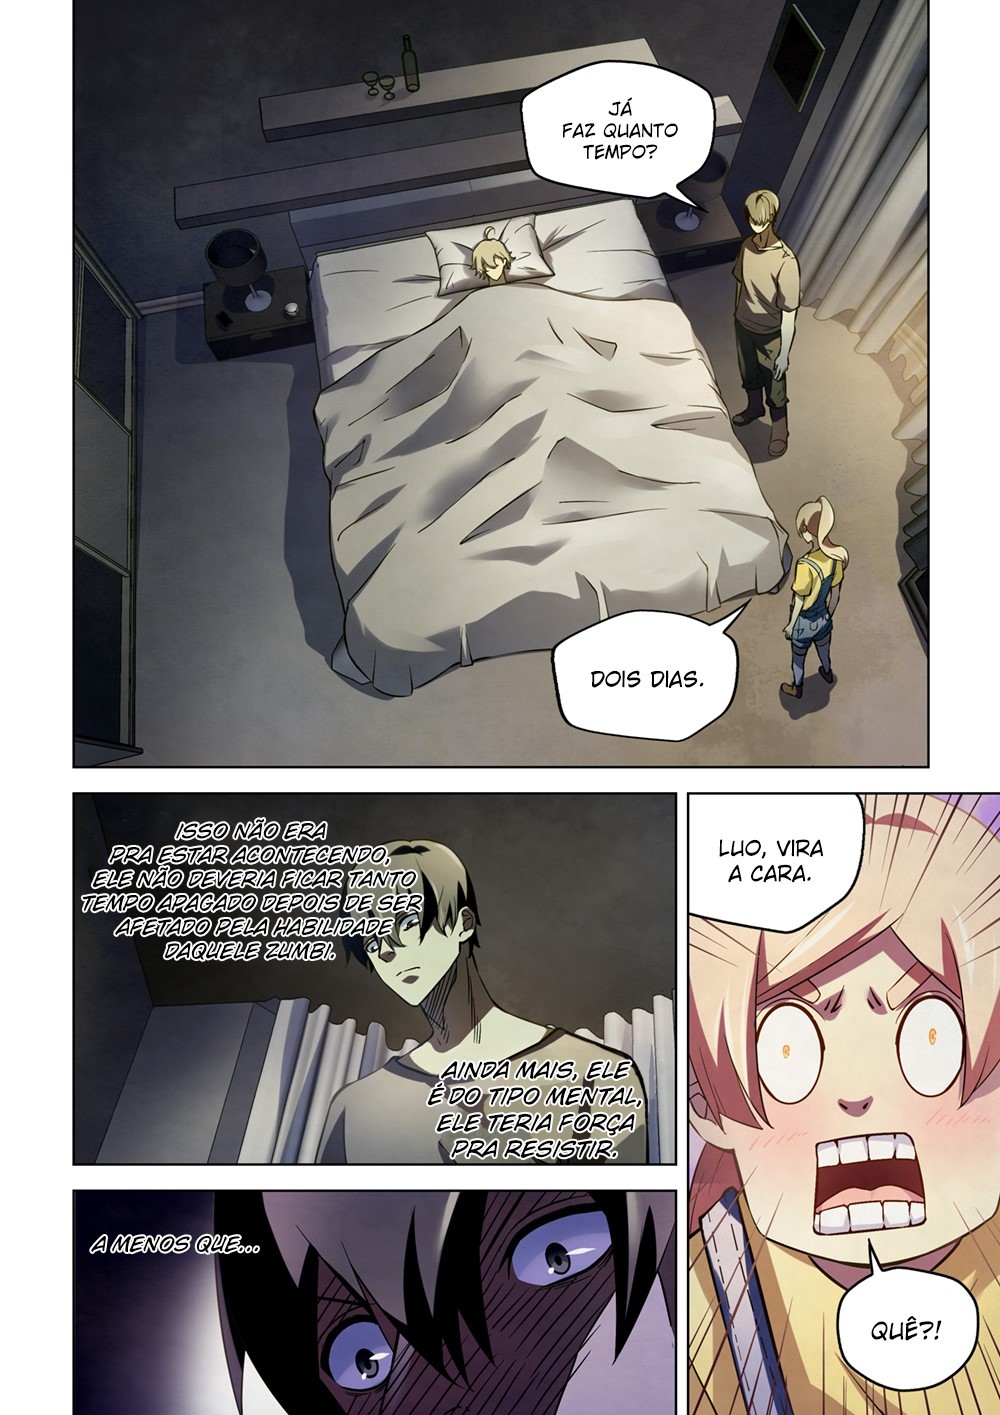 JÁ
FAZ QUANTO
TEMPO?
DOIS DIAS.
ISSO NÃO ERA
PRA ESTAR ACONTECENDO,
ELE NÃO DEVERIA FICAR TANTO
TEMPO APAGADO DEPOIS DE SER
AFETADO PELA HABILIDADE
DAQUELE ZUMBI.
AINDA MAIS, ELE
É DO TIPO MENTAL,
ELE TERIA FORÇA
PRA RESISTIR.
LUO, VIRA
A CARA.
QUÊ?!
A MENOS QUE...